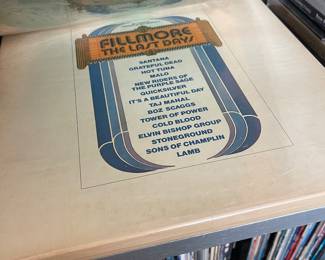 FILLMORE
THE LAST DAYS
SANTANA
GRATEFUL DEAD
HOT TUNA
MALO
NEW RIDERS OF
THE PURPLE SAGE
QUICKSILVER
IT'S A BEAUTIFUL DAY
TAJ MAHAL
BOZ SCAGGS
TOWER OF POWER
COLD BLOOD
ELVIN BISHOP GROUP
STONEGROUND
SONS OF CHAMPLIN
LAMB